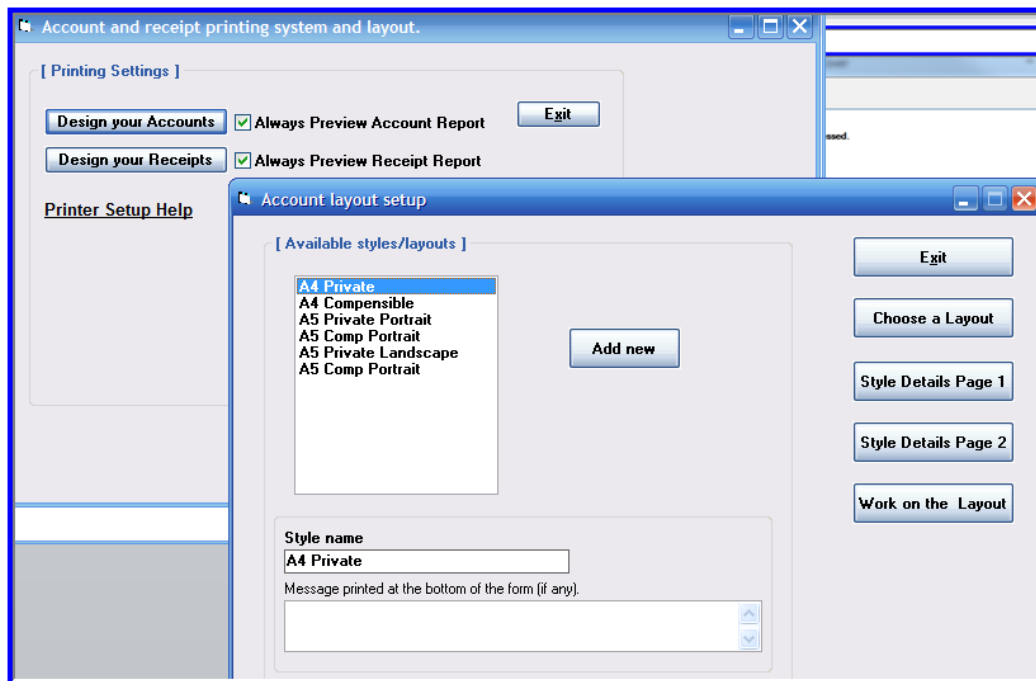 Account and receipt printing system and layout.
[ Printing Settings ]
Design your Accounts
Always Preview Account Report
Exit
Design your Receipts
Always Preview Receipt Report
Printer Setup Help
Account layout setup
[ Available styles/layouts ]
A4 Private
A4 Compensible
A5 Private Portrait
A5 Comp Portrait
A5 Private Landscape
A5 Comp Portrait
Add new
Exit
Choose a Layout
Style Details Page 1
Style Details Page 2
Work on the Layout
Style name
A4 Private
Message printed at the bottom of the form (if any).